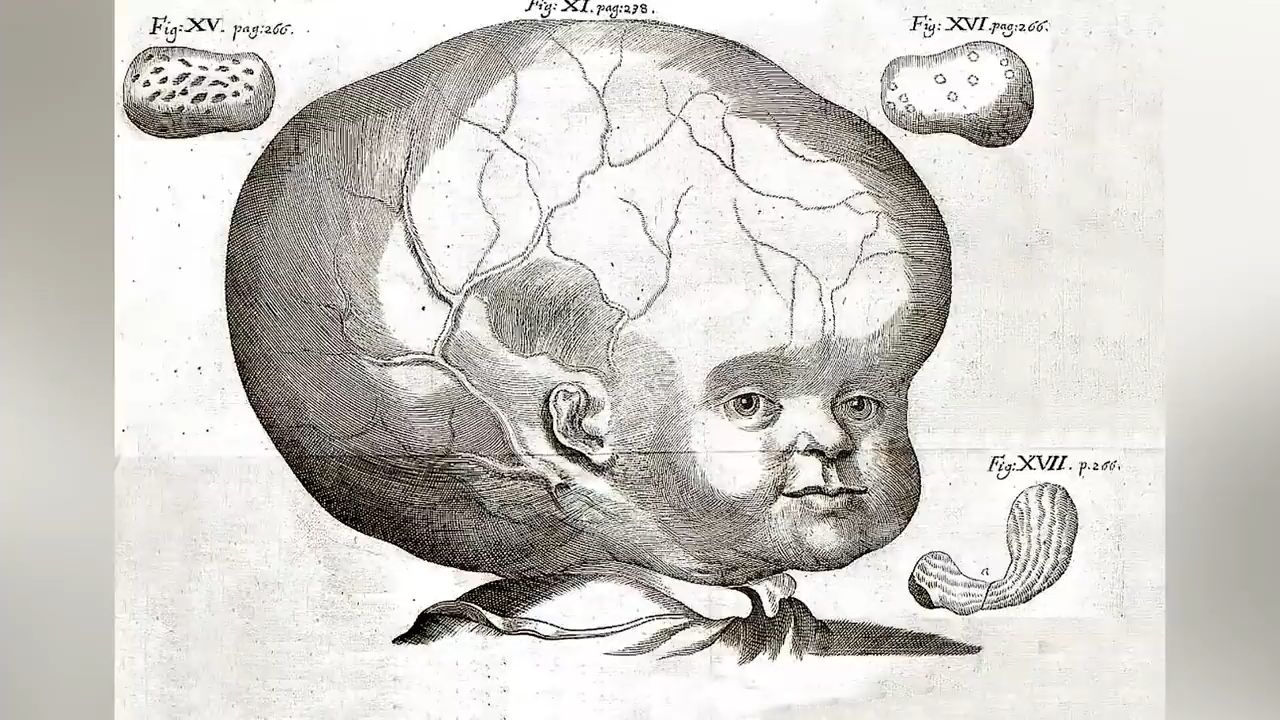 Fig: XI. pag: 238.
Fig: XV. pag: 266.
Fig: XVI. pag: 266.
Fig: XVII. p. 266.
a